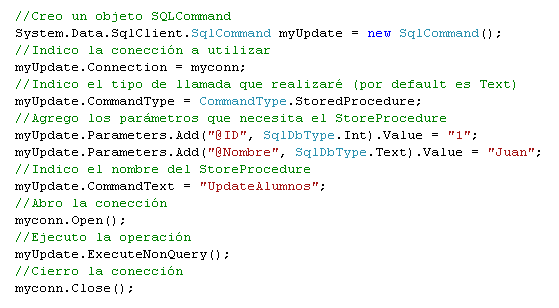 //Creo un objeto SQLCommand
System.Data.SqlClient.SqlCommand myUpdate = new SqlCommand();
//Indico la conección a utilizar
myUpdate.Connection = myconn;
//Indico el tipo de llamada que realizaré (por default es Text)
myUpdate.CommandType = CommandType.StoredProcedure;
//Agrego los parámetros que necesita el StoreProcedure
myUpdate.Parameters.Add("@ID", SqlDbType.Int).Value = "1";
myUpdate.Parameters.Add("@Nombre", SqlDbType.Text).Value = "Juan";
//Indico el nombre del StoreProcedure
myUpdate.CommandText = "UpdateAlumnos";
//Abro la conección
myconn.Open();
//Ejecuto la operación
myUpdate.ExecuteNonQuery();
//Cierro la conección
myconn.Close();